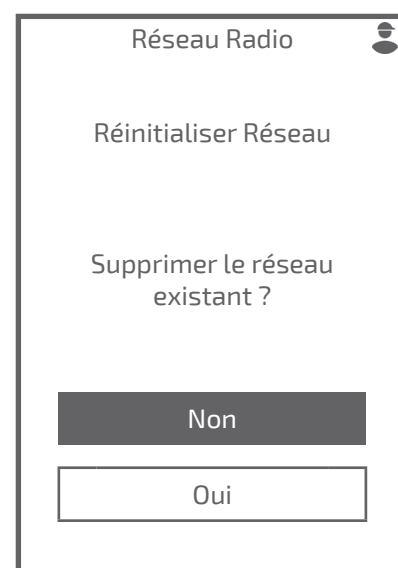 Réseau Radio
Réinitialiser Réseau
Supprimer le réseau
existant ?
Non
Oui